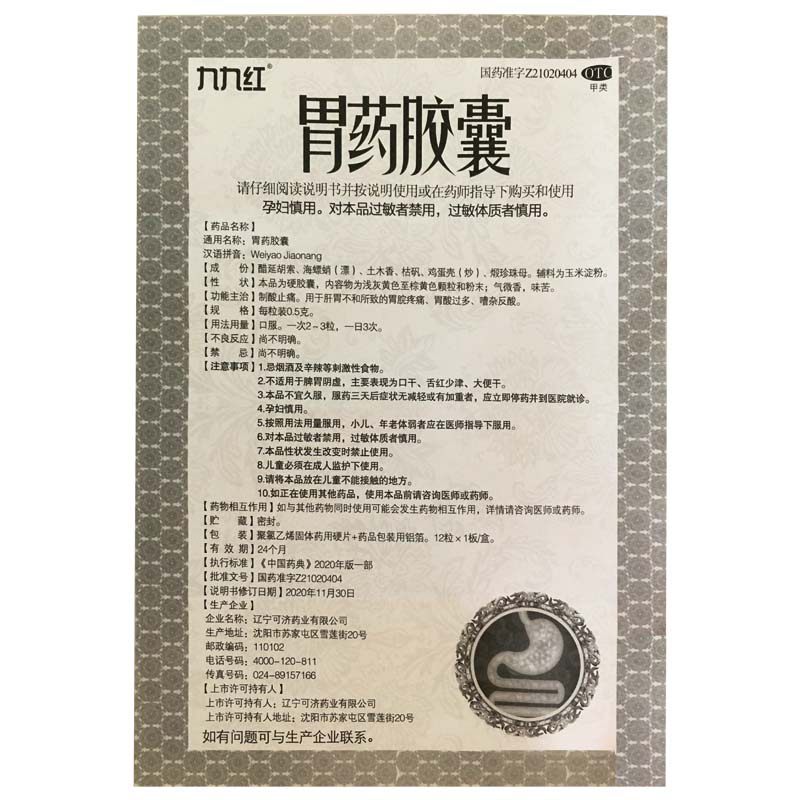 九九红®
国药准字Z21020404 OTC
甲类
胃药胶囊
请仔细阅读说明书并按说明使用或在药师指导下购买和使用
孕妇慎用。对本品过敏者禁用，过敏体质者慎用。
【药品名称】
通用名称：胃药胶囊
汉语拼音：Weiyao Jiaonang
【成　份】醋延胡索、海螵蛸（漂）、土木香、枯矾、鸡蛋壳（炒）、煅珍珠母。辅料为玉米淀粉。
【性　状】本品为硬胶囊，内容物为浅灰黄色至棕黄色颗粒和粉末；气微香，味苦。
【功能主治】制酸止痛。用于肝胃不和所致的胃脘疼痛、胃酸过多、嘈杂反酸。
【规　格】每粒装0.5克。
【用法用量】口服。一次2~3粒，一日3次。
【不良反应】尚不明确。
【禁　忌】尚不明确。
【注意事项】1.忌烟酒及辛辣等刺激性食物。
2.不适用于脾胃阴虚，主要表现为口干、舌红少津、大便干。
3.本品不宜久服，服药三天后症状无减轻或有加重者，应立即停药并到医院就诊。
4.孕妇慎用。
5.按照用法用量服用，小儿、年老体弱者应在医师指导下服用。
6.对本品过敏者禁用，过敏体质者慎用。
7.本品性状发生改变时禁止使用。
8.儿童必须在成人监护下使用。
9.请将本品放在儿童不能接触的地方。
10.如正在使用其他药品，使用本品前请咨询医师或药师。
【药物相互作用】如与其他药物同时使用可能会发生药物相互作用，详情请咨询医师或药师。
【贮　藏】密封。
【包　装】聚氯乙烯固体药用硬片+药品包装用铝箔。12粒×1板/盒。
【有 效 期】24个月
【执行标准】《中国药典》2020年版一部
【批准文号】国药准字Z21020404
【说明书修订日期】2020年11月30日
【生产企业】
企业名称：辽宁可济药业有限公司
生产地址：沈阳市苏家屯区雪莲街20号
邮政编码：110102
电话号码：4000-120-811
传真号码：024-89157166
【上市许可持有人】
上市许可持有人：辽宁可济药业有限公司
上市许可持有人地址：沈阳市苏家屯区雪莲街20号
如有问题可与生产企业联系。